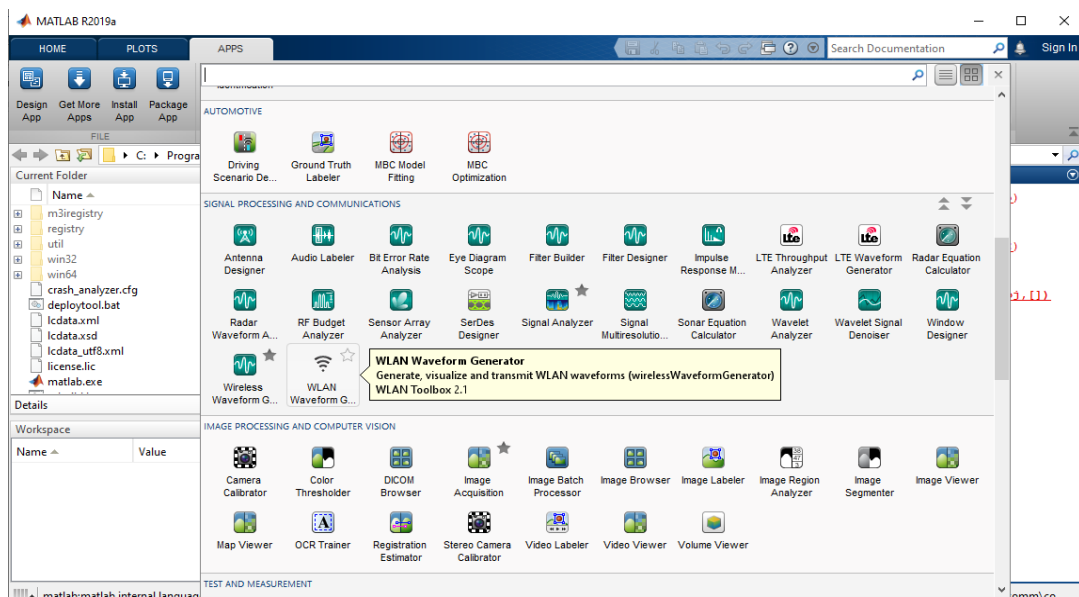 MATLAB R2019a
HOME PLOTS APPS
Search Documentation
Sign In
Design App
Get More Apps
Install App
Package App
FILE
C: Progra
Current Folder
Name
m3iregistry
registry
util
win32
win64
crash_analyzer.cfg
deploytool.bat
lcdata.xml
lcdata.xsd
lcdata_utf8.xml
license.lic
matlab.exe
Details
Workspace
Name Value
AUTOMOTIVE
Driving Scenario De...
Ground Truth Labeler
MBC Model Fitting
MBC Optimization
SIGNAL PROCESSING AND COMMUNICATIONS
Antenna Designer
Audio Labeler
Bit Error Rate Analysis
Eye Diagram Scope
Filter Builder
Filter Designer
Impulse Response M...
LTE Throughput Analyzer
LTE Waveform Generator
Radar Equation Calculator
Radar Waveform A...
RF Budget Analyzer
Sensor Array Analyzer
SerDes Designer
Signal Analyzer
Signal Multiresolutio...
Sonar Equation Calculator
Wavelet Analyzer
Wavelet Signal Denoiser
Window Designer
Wireless Waveform G...
WLAN Waveform G...
WLAN Waveform Generator
Generate, visualize and transmit WLAN waveforms (wirelessWaveformGenerator)
WLAN Toolbox 2.1
IMAGE PROCESSING AND COMPUTER VISION
Camera Calibrator
Color Thresholder
DICOM Browser
Image Acquisition
Image Batch Processor
Image Browser
Image Labeler
Image Region Analyzer
Image Segmenter
Image Viewer
Map Viewer
OCR Trainer
Registration Estimator
Stereo Camera Calibrator
Video Labeler
Video Viewer
Volume Viewer
TEST AND MEASUREMENT